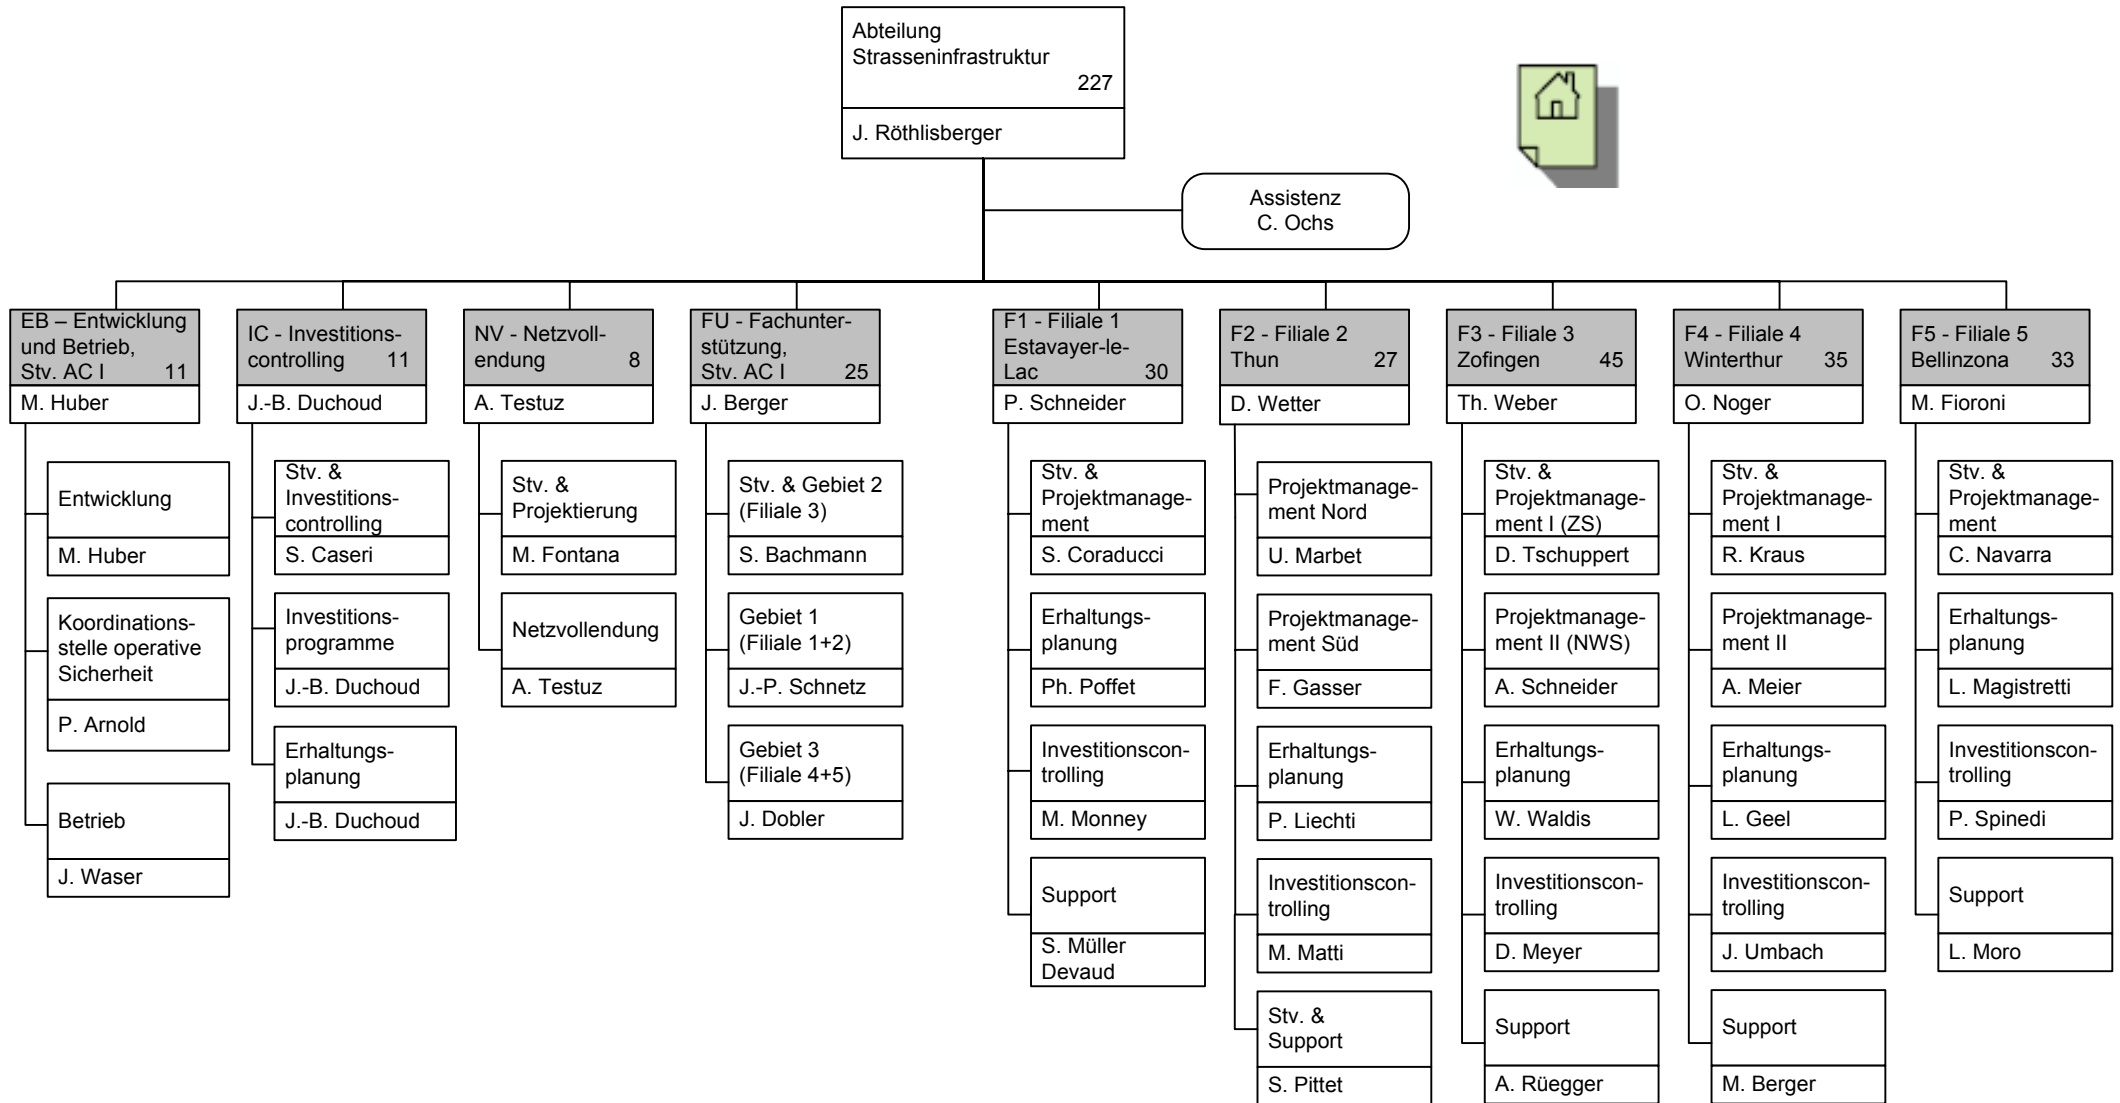 Abteilung
Strasseninfrastruktur
227
J. Röthlisberger
Assistenz
C. Ochs
EB – Entwicklung
und Betrieb,
Stv. AC I 11
M. Huber
Entwicklung
M. Huber
Koordinations-
stelle operative
Sicherheit
P. Arnold
Betrieb
J. Waser
IC - Investitions-
controlling 11
J.-B. Duchoud
Stv. &
Investitions-
controlling
S. Caseri
Investitions-
programme
J.-B. Duchoud
Erhaltungs-
planung
J.-B. Duchoud
NV - Netzvoll-
endung 8
A. Testuz
Stv. &
Projektierung
M. Fontana
Netzvollendung
A. Testuz
FU - Fachunter-
stützung,
Stv. AC I 25
J. Berger
Stv. & Gebiet 2
(Filiale 3)
S. Bachmann
Gebiet 1
(Filiale 1+2)
J.-P. Schnetz
Gebiet 3
(Filiale 4+5)
J. Dobler
F1 - Filiale 1
Estavayer-le-
Lac 30
P. Schneider
Stv. &
Projektmanage-
ment
S. Coraducci
Erhaltungs-
planung
Ph. Poffet
Investitionscon-
trolling
M. Monney
Support
S. Müller
Devaud
F2 - Filiale 2
Thun 27
D. Wetter
Projektmanage-
ment Nord
U. Marbet
Projektmanage-
ment Süd
F. Gasser
Erhaltungs-
planung
P. Liechti
Investitionscon-
trolling
M. Matti
Stv. &
Support
S. Pittet
F3 - Filiale 3
Zofingen 45
Th. Weber
Stv. &
Projektmanage-
ment I (ZS)
D. Tschuppert
Projektmanage-
ment II (NWS)
A. Schneider
Erhaltungs-
planung
W. Waldis
Investitionscon-
trolling
D. Meyer
Support
A. Rüegger
F4 - Filiale 4
Winterthur 35
O. Noger
Stv. &
Projektmanage-
ment I
R. Kraus
Projektmanage-
ment II
A. Meier
Erhaltungs-
planung
L. Geel
Investitionscon-
trolling
J. Umbach
Support
M. Berger
F5 - Filiale 5
Bellinzona 33
M. Fioroni
Stv. &
Projektmanage-
ment
C. Navarra
Erhaltungs-
planung
L. Magistretti
Investitionscon-
trolling
P. Spinedi
Support
L. Moro